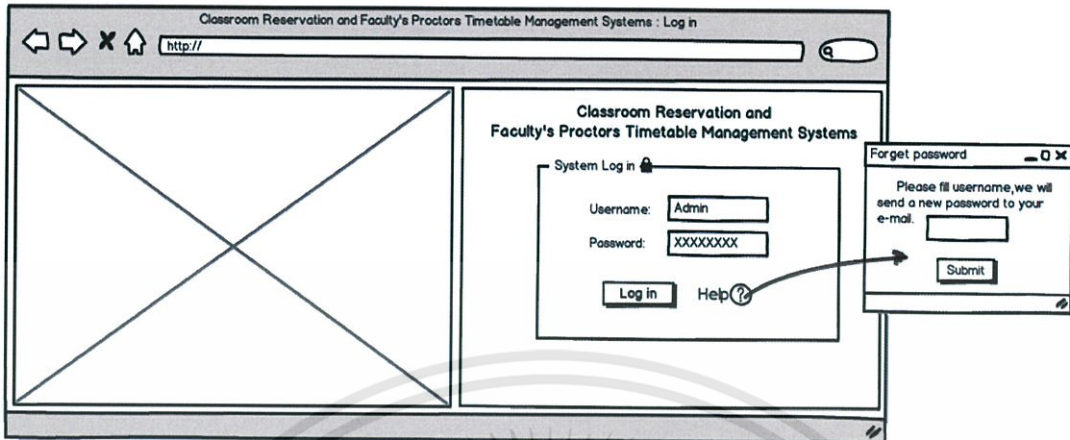 Classroom Reservation and Faculty's Proctors Timetable Management Systems : Log in
http://
Classroom Reservation and
Faculty's Proctors Timetable Management Systems
System Log in
Username: Admin
Password: XXXXXXXX
Log in Help ?
Forget password
Please fill username,we will
send a new password to your
e-mail.
Submit